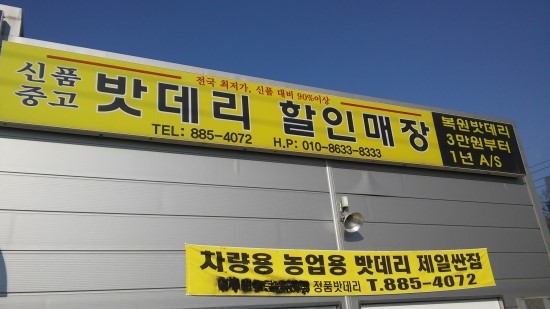 신품
중고
전국 최저가, 신품 대비 90%이상
밧데리 할인매장
TEL: 885-4072 H.P: 010-8633-8333
복원밧데리
3만원부터
1년 A/S
차량용 농업용 밧데리 제일싼집
정품밧데리 T.885-4072